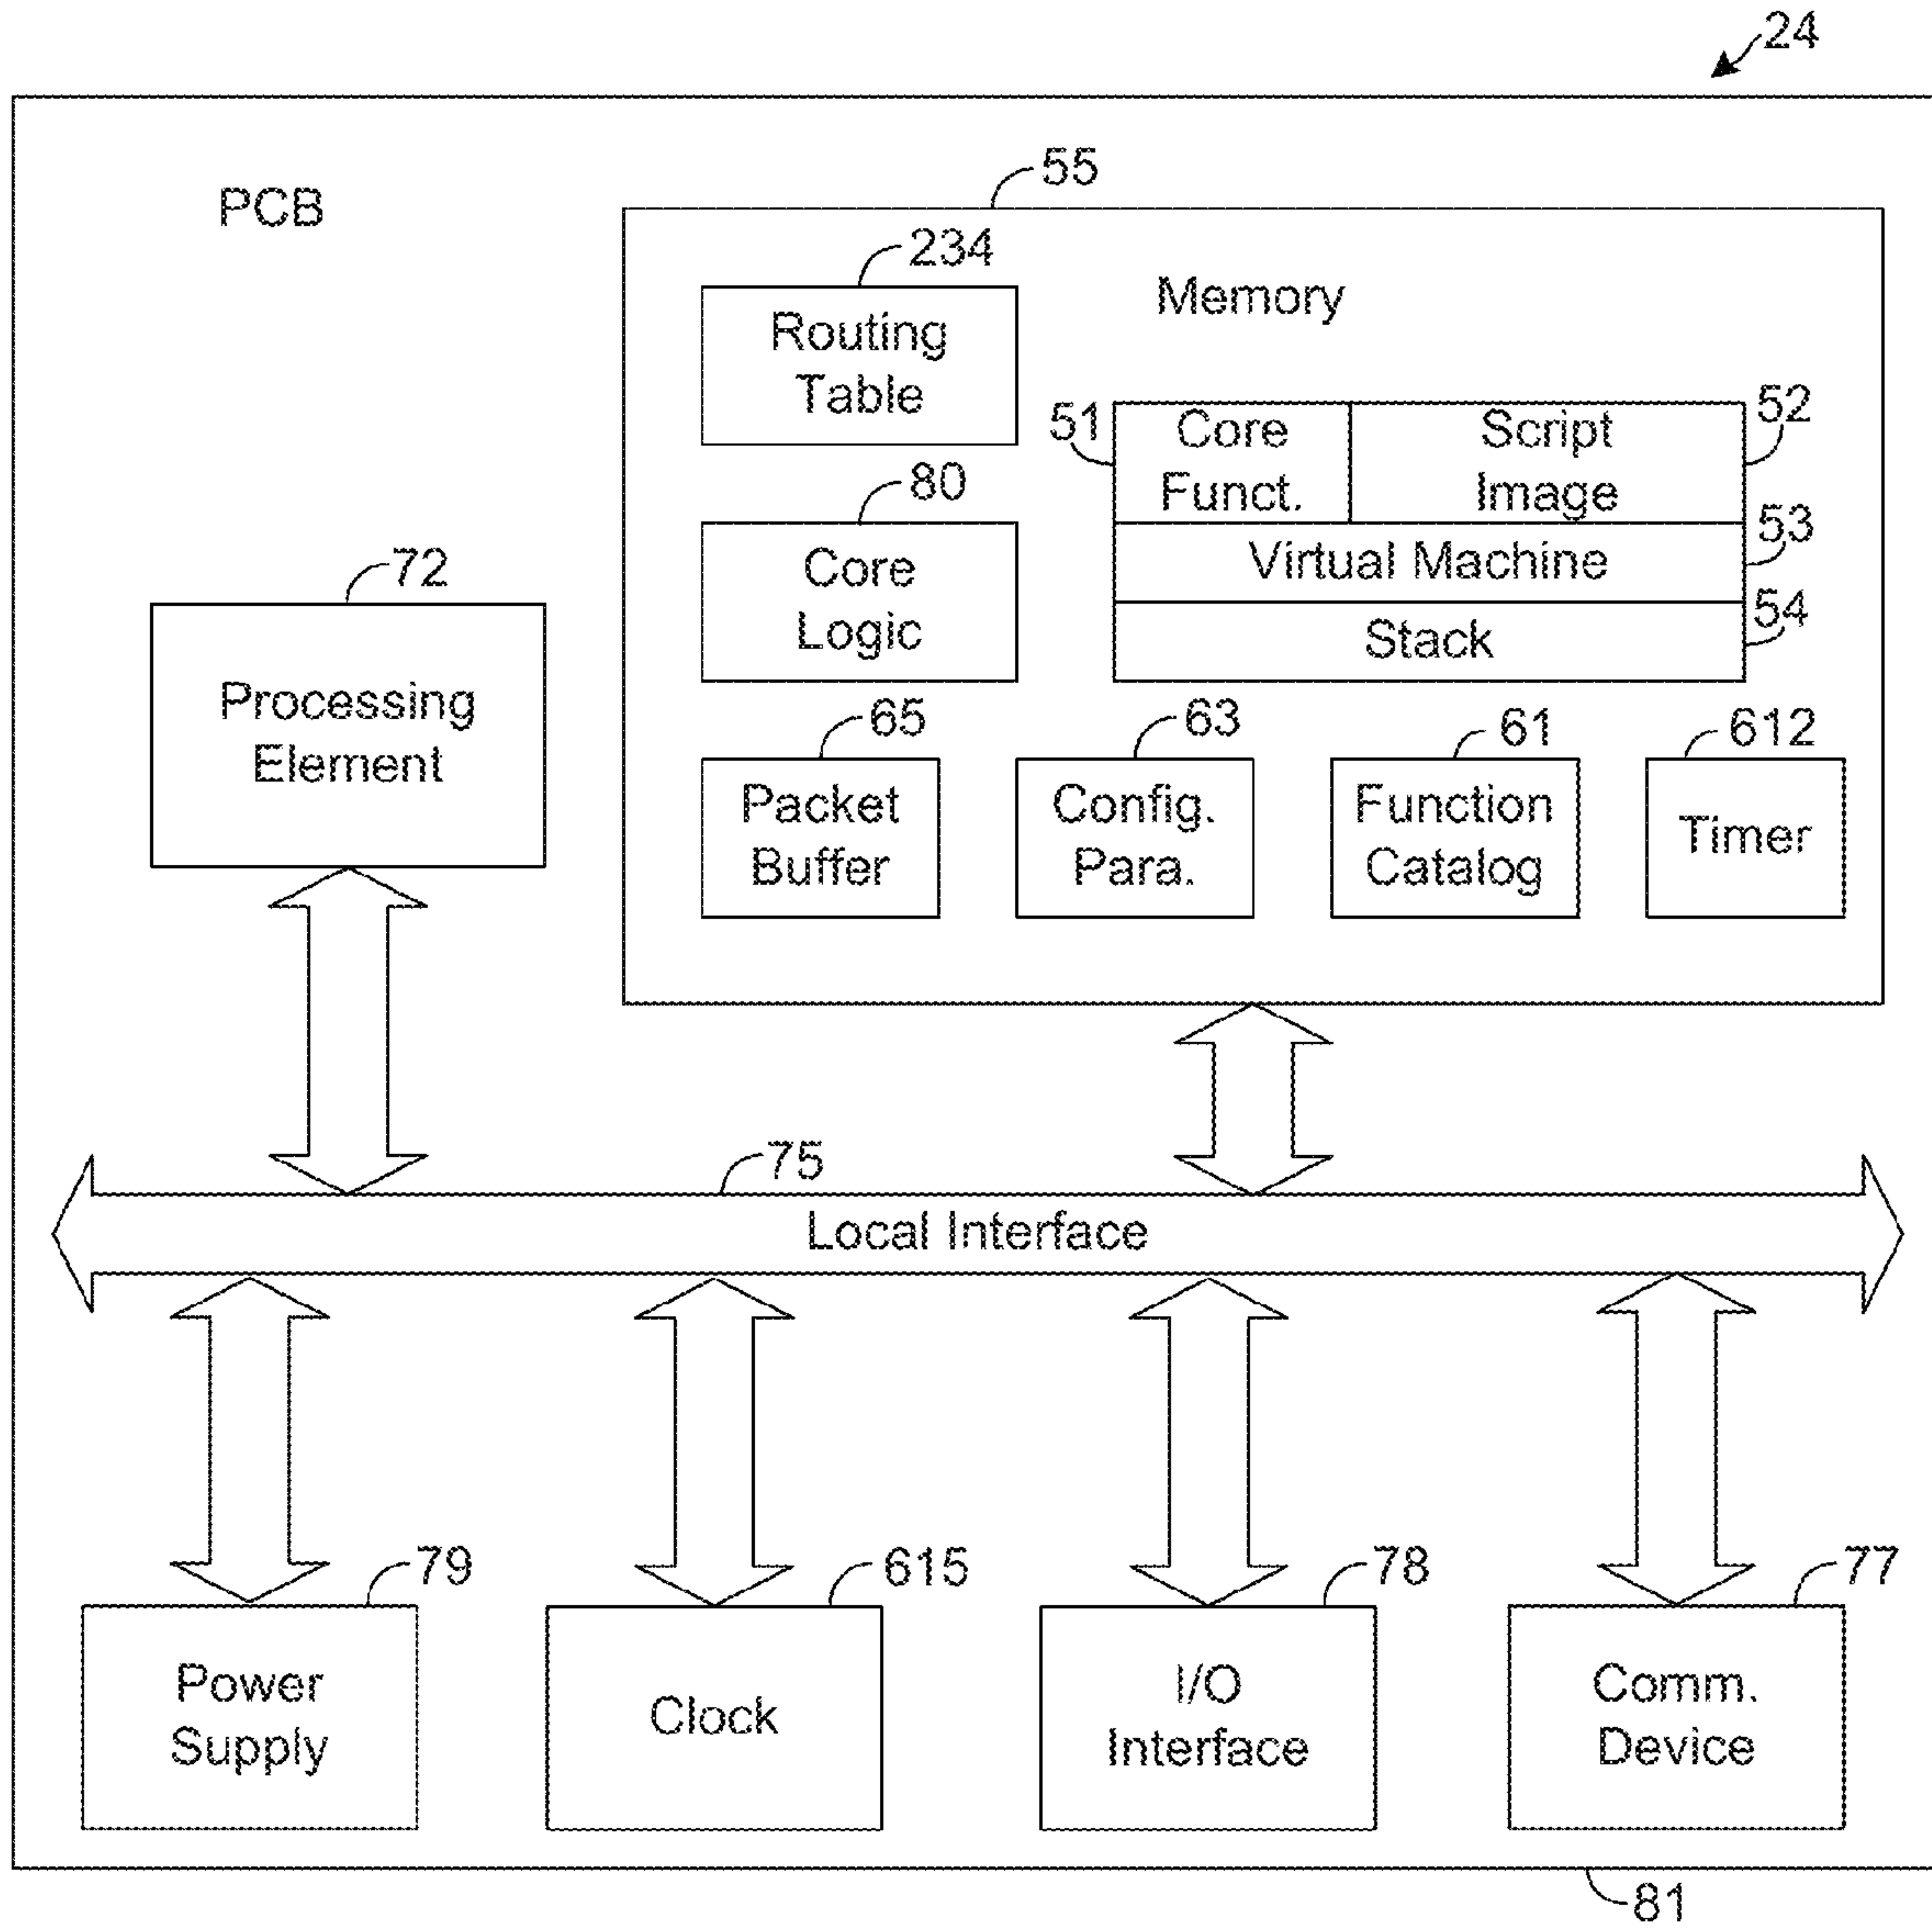 24
PCB
55
234
Routing
Table
Memory
51
Core
Funct.
Script
Image
52
80
Core
Logic
Virtual Machine
53
Stack
54
72
Processing
Element
65
Packet
Buffer
63
Config.
Para.
61
Function
Catalog
612
Timer
75
Local Interface
79
Power
Supply
615
Clock
78
I/O
Interface
77
Comm.
Device
81